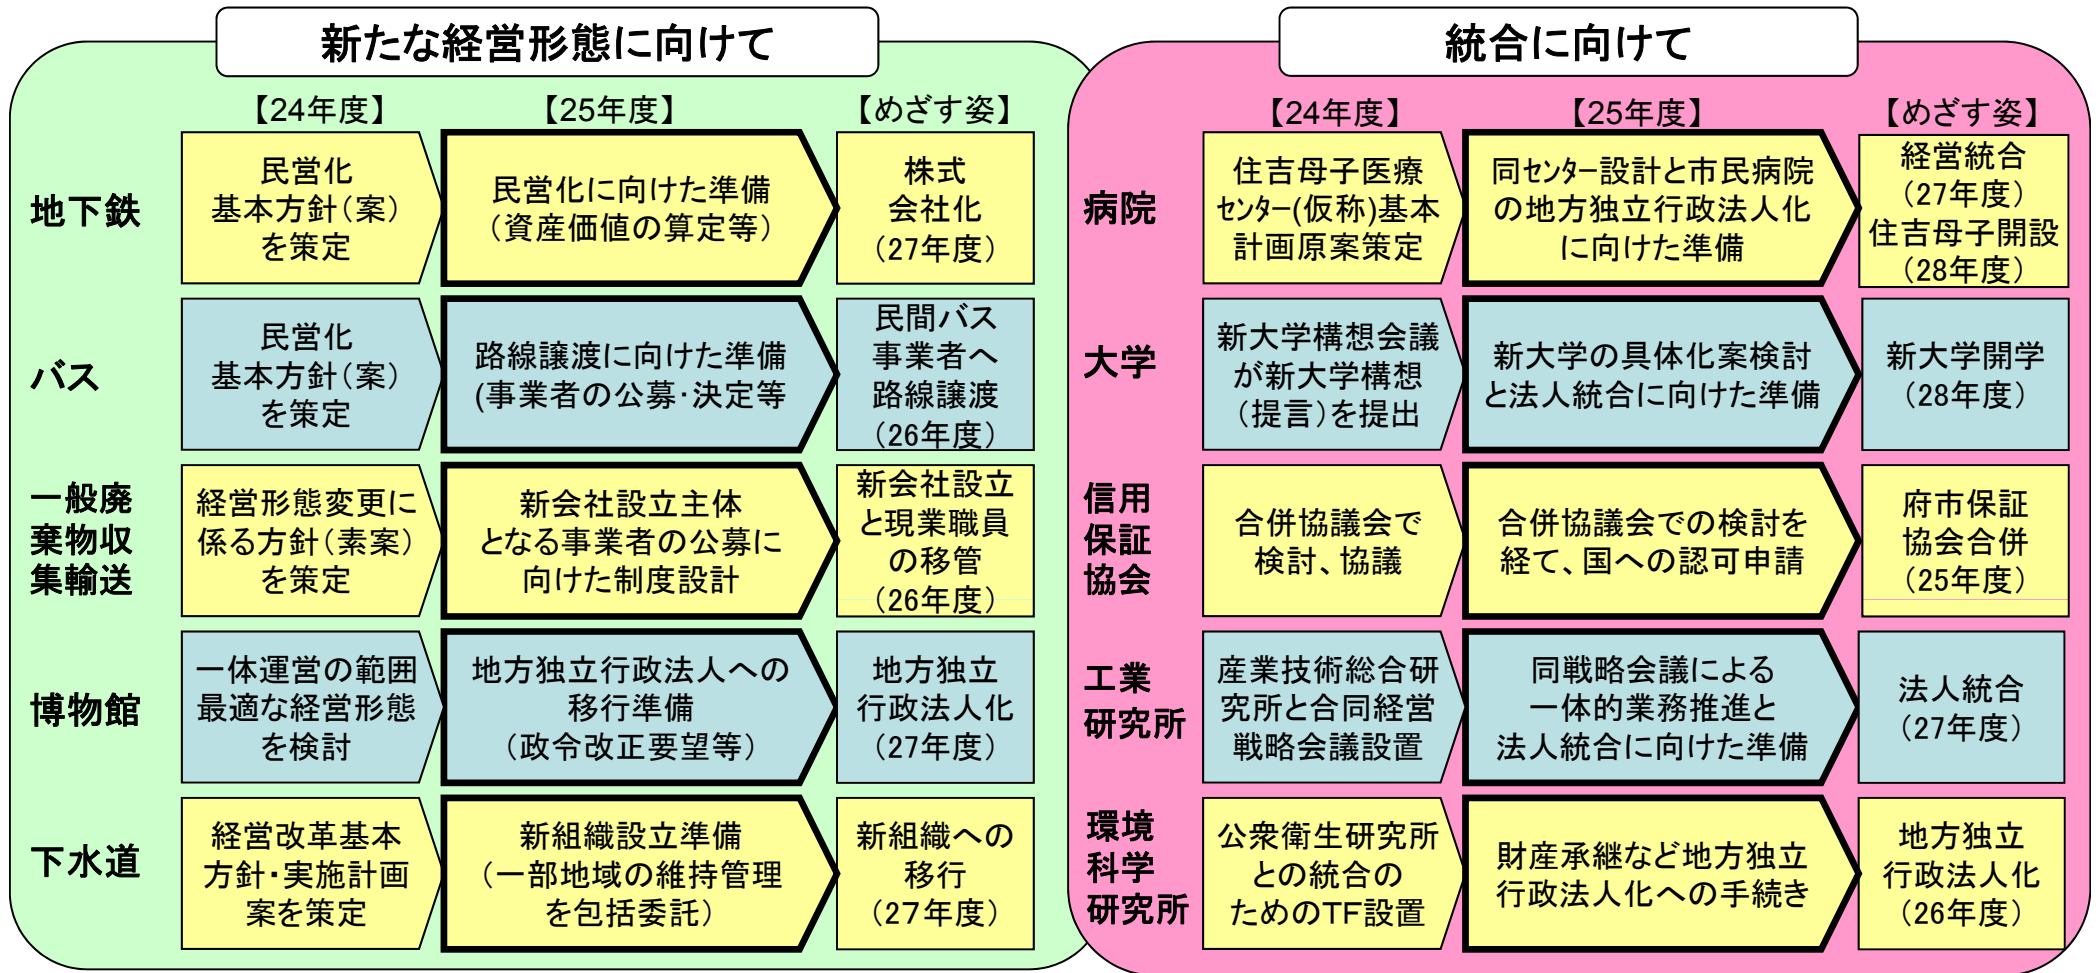 新たな経営形態に向けて
【24年度】
【25年度】
【めざす姿】
地下鉄
民営化
基本方針（案）
を策定
民営化に向けた準備
（資産価値の算定等）
株式
会社化
（27年度）
バス
民営化
基本方針（案）
を策定
路線譲渡に向けた準備
(事業者の公募･決定等
民間バス
事業者へ
路線譲渡
（26年度）
一般廃
棄物収
集輸送
経営形態変更に
係る方針（素案）
を策定
新会社設立主体
となる事業者の公募に
向けた制度設計
新会社設立
と現業職員
の移管
（26年度）
博物館
一体運営の範囲
最適な経営形態
を検討
地方独立行政法人への
移行準備
（政令改正要望等）
地方独立
行政法人化
（27年度）
下水道
経営改革基本
方針・実施計画
案を策定
新組織設立準備
（一部地域の維持管理
を包括委託）
新組織への
移行
（27年度）
統合に向けて
【24年度】
【25年度】
【めざす姿】
病院
住吉母子医療
ｾﾝﾀｰ(仮称)基本
計画原案策定
同ｾﾝﾀｰ設計と市民病院
の地方独立行政法人化
に向けた準備
経営統合
（27年度）
住吉母子開設
（28年度）
大学
新大学構想会議
が新大学構想
（提言）を提出
新大学の具体化案検討
と法人統合に向けた準備
新大学開学
（28年度）
信用
保証
協会
合併協議会で
検討、協議
合併協議会での検討を
経て、国への認可申請
府市保証
協会合併
（25年度）
工業
研究所
産業技術総合研
究所と合同経営
戦略会議設置
同戦略会議による
一体的業務推進と
法人統合に向けた準備
法人統合
（27年度）
環境
科学
研究所
公衆衛生研究所
との統合の
ためのTF設置
財産承継など地方独立
行政法人化への手続き
地方独立
行政法人化
（26年度）